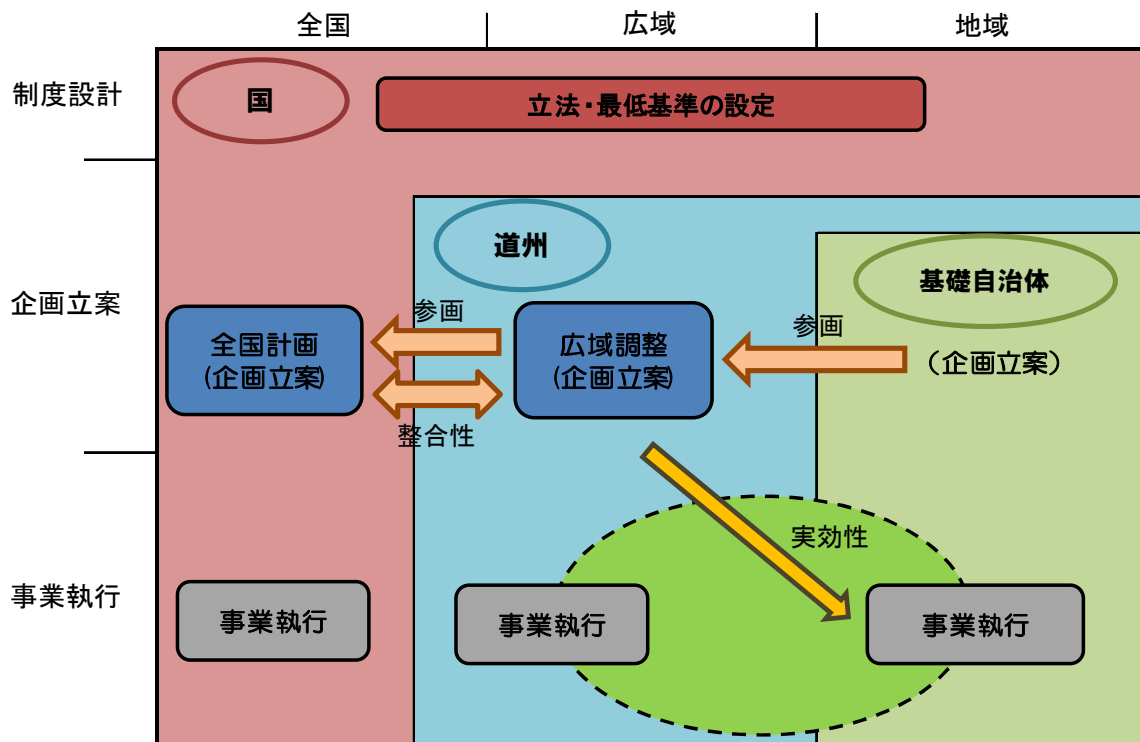 全国
広域
地域
制度設計
国
立法・最低基準の設定
道州
基礎自治体
企画立案
参画
参画
全国計画
(企画立案)
広域調整
(企画立案)
（企画立案）
整合性
実効性
事業執行
事業執行
事業執行
事業執行